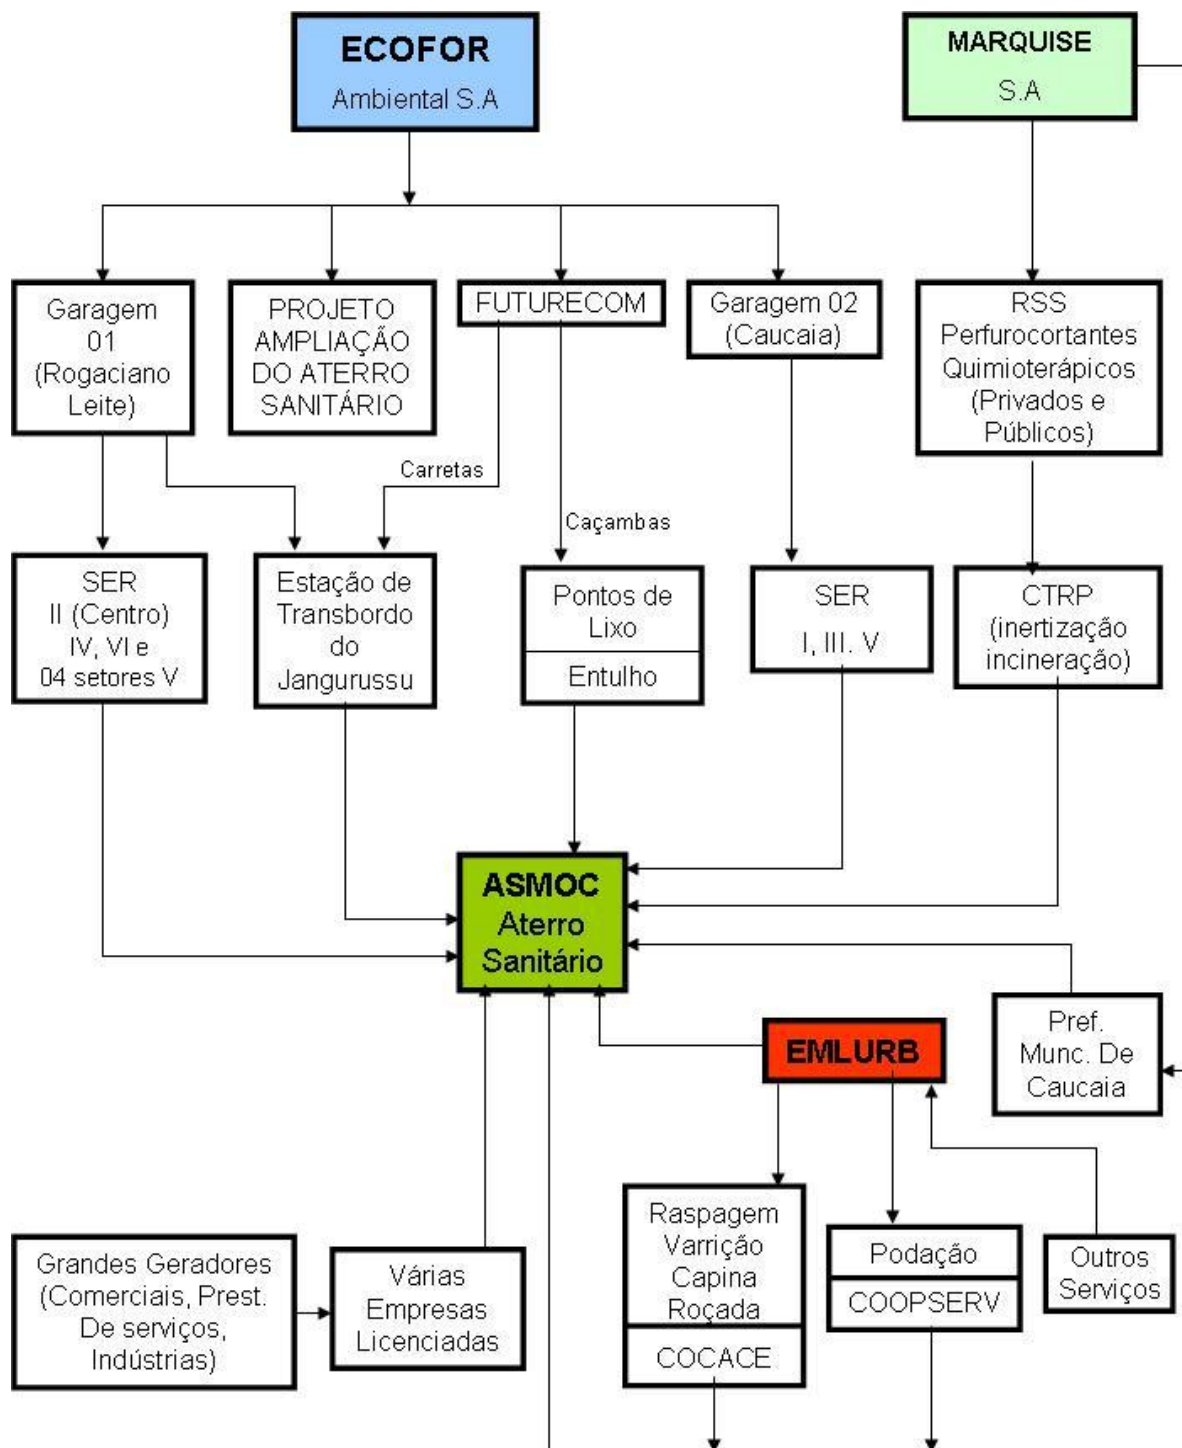 ECOFOR
Ambiental S.A
MARQUISE
S.A
Garagem
01
(Rogaciano
Leite)
PROJETO
AMPLIAÇÃO
DO ATERRO
SANITÁRIO
FUTURECOM
Garagem 02
(Caucaia)
RSS
Perfurocortantes
Quimioterápicos
(Privados e
Públicos)
Carretas
Caçambas
SER
II (Centro)
IV, VI e
04 setores V
Estação de
Transbordo
do
Jangurussu
Pontos de
Lixo
Entulho
SER
I, III. V
CTRP
(inertização
incineração)
ASMOC
Aterro
Sanitário
EMLURB
Pref.
Munc. De
Caucaia
Grandes Geradores
(Comerciais, Prest.
De serviços,
Indústrias)
Várias
Empresas
Licenciadas
Raspagem
Varrição
Capina
Roçada
COCACE
Podação
COOPSERV
Outros
Serviços